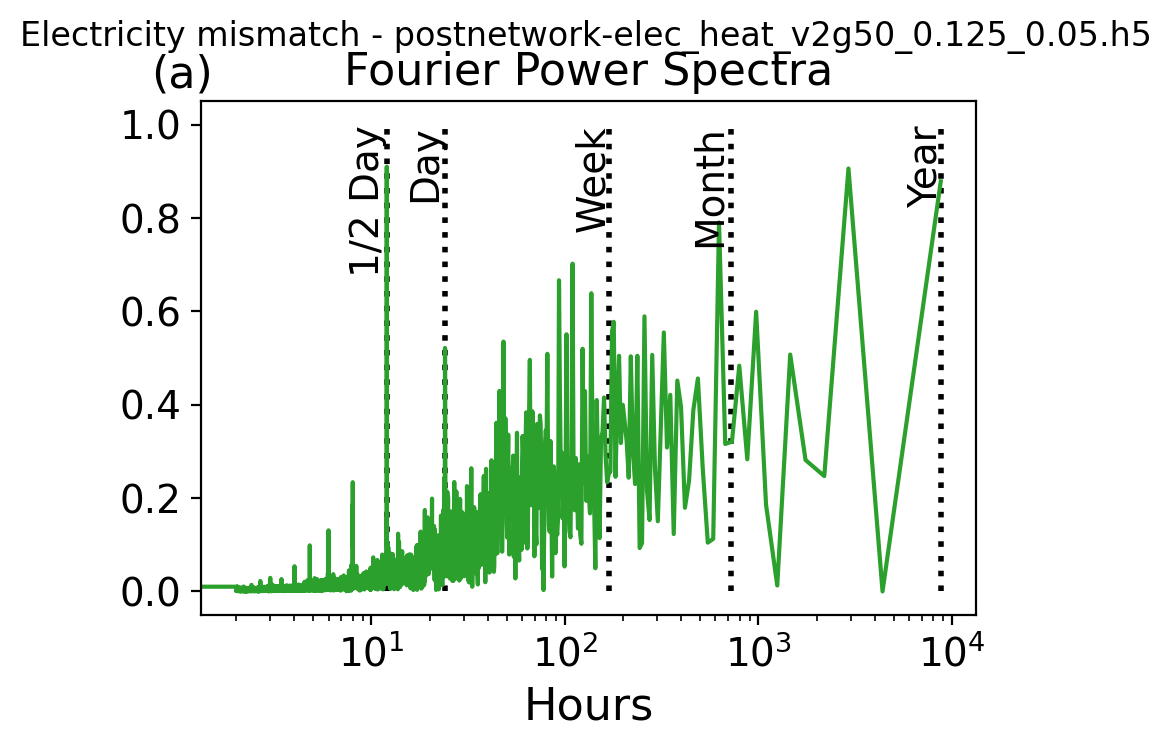 Electricity mismatch - postnetwork-elec_heat_v2g50_0.125_0.05.h5
(a) Fourier Power Spectra
1.0
0.8
0.6
0.4
0.2
0.0
1/2 Day
Day
Week
Month
Year
10¹ 10² 10³ 10⁴
Hours